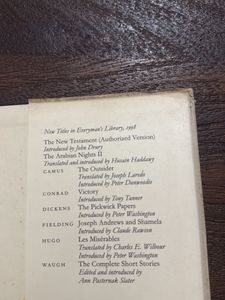 New Titles in Everyman's Library, 1998
The New Testament (Authorized Version)
Introduced by John Drury
The Arabian Nights II
Translated and introduced by Husain Haddawy
CAMUS The Outsider
Translated by Joseph Laredo
Introduced by Peter Dunwoodie
CONRAD Victory
Introduced by Tony Tanner
DICKENS The Pickwick Papers
Introduced by Peter Washington
FIELDING Joseph Andrews and Shamela
Introduced by Claude Rawson
HUGO Les Misérables
Translated by Charles E. Wilbour
Introduced by Peter Washington
WAUGH The Complete Short Stories
Edited and introduced by
Ann Pasternak Slater